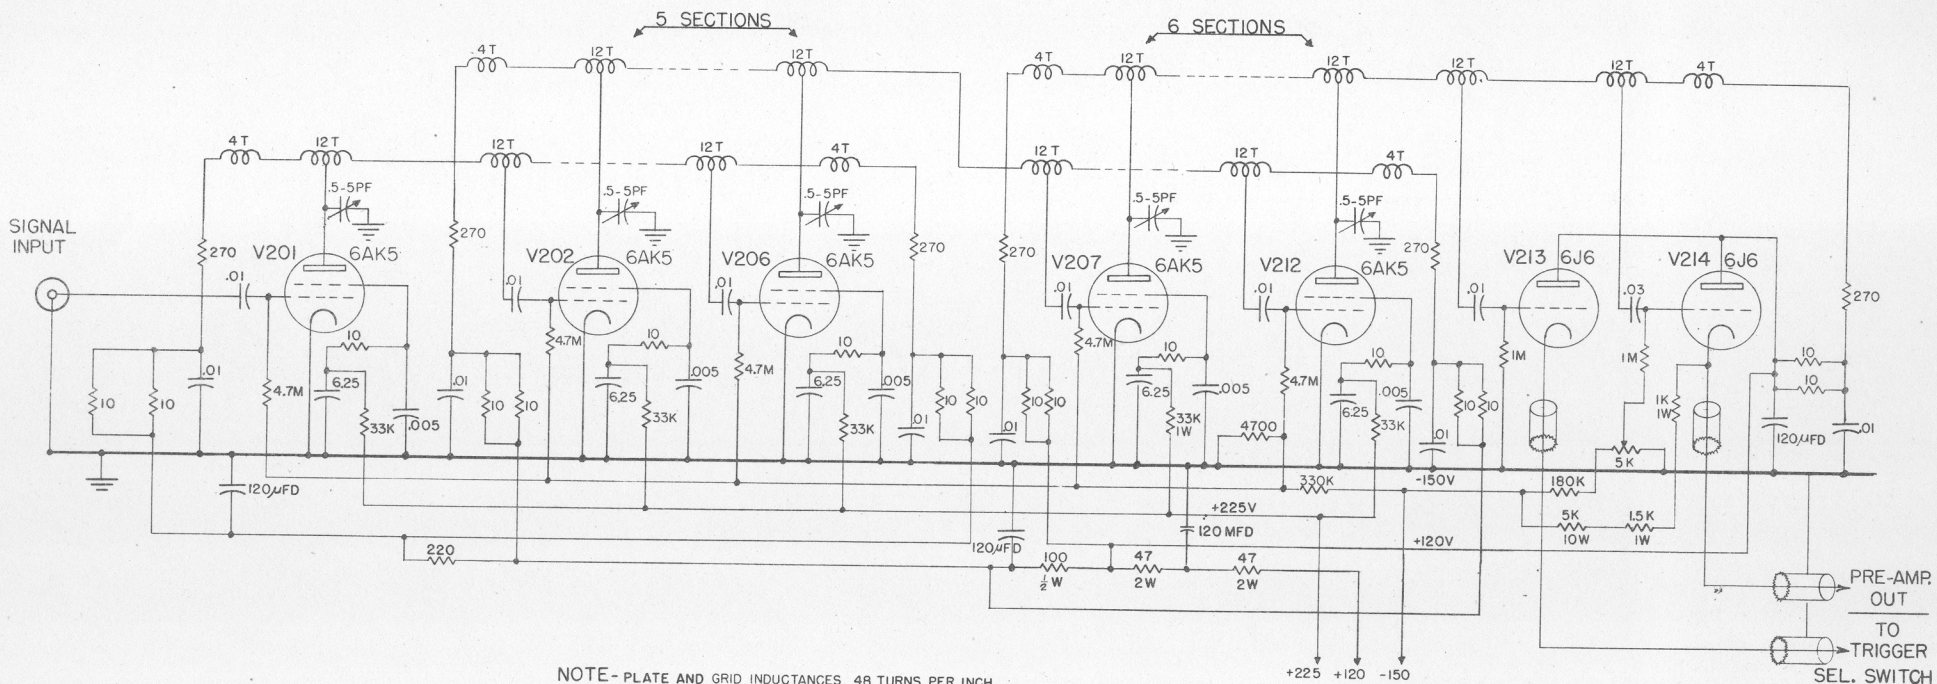 5 SECTIONS
6 SECTIONS
4T 12T 12T 4T 12T 12T 12T 12T 4T
4T 12T 12T 12T 4T 12T 12T 4T
.5-5PF .5-5PF .5-5PF .5-5PF .5-5PF
SIGNAL
INPUT
270 V201 6AK5 270 V202 6AK5 V206 6AK5 270 270 V207 6AK5 V212 6AK5 270 V213 6J6 V214 6J6
.01 .01 .01 .01 .01 .01 .03 270
10 4.7M 10 4.7M 10 4.7M 10 4.7M 10 1M 1M 10
.01 10
10 10 4.7M 6.25 33K .005 .01 10 10 6.25 33K .005 6.25 33K .005 .01 10 10 .01 10 10 6.25 33K
1W .005 4700 6.25 33K .005 .01 10 10 1K
1W 120µFD .01
5K
120µFD 330K -150V 180K
+225V
120µFD 120 MFD 5K
10W 1.5K
1W
+120V
220 100
½W 47
2W 47
2W
PRE-AMP.
OUT
TO
TRIGGER
SEL. SWITCH
+225 +120 -150
NOTE- PLATE AND GRID INDUCTANCES 48 TURNS PER INCH